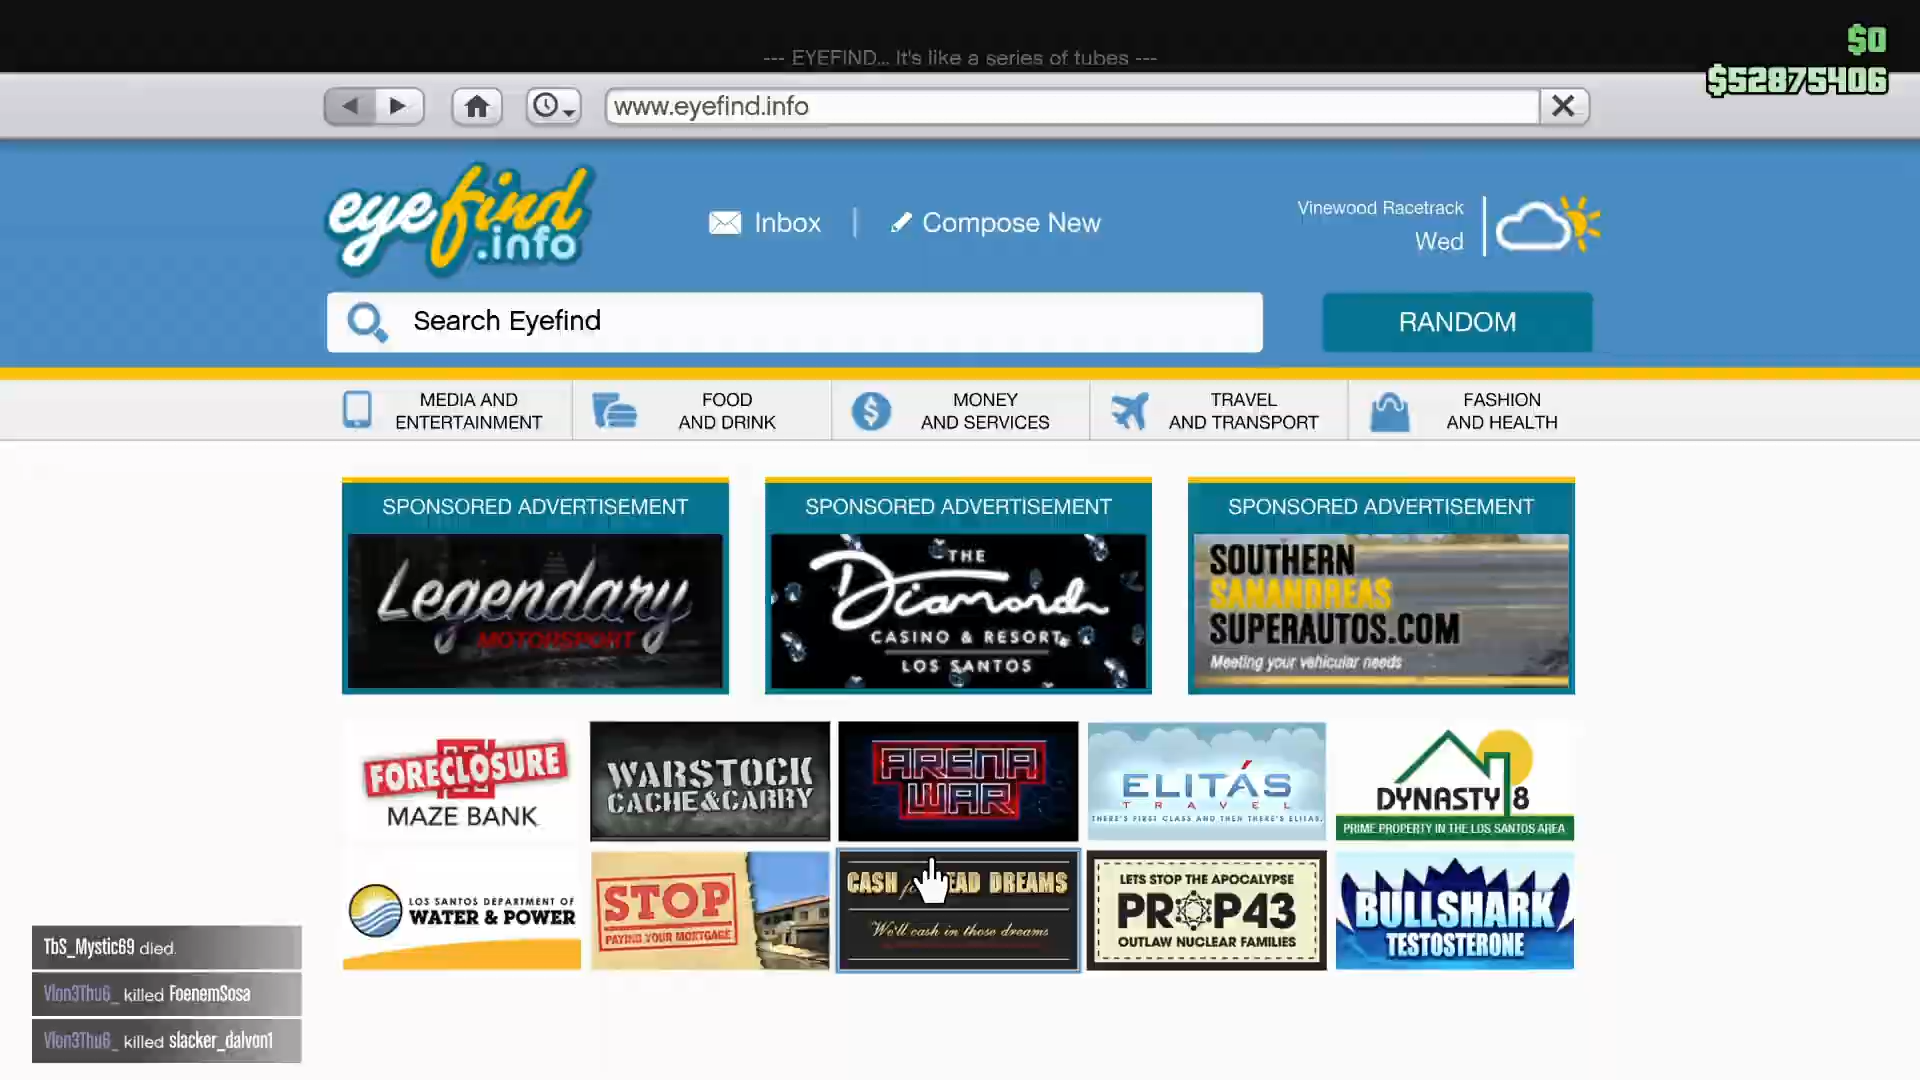 --- EYEFIND... It's like a series of tubes ---
$0
$52875406
www.eyefind.info
eyefind
.info
Inbox
Compose New
Vinewood Racetrack
Wed
Search Eyefind
RANDOM
MEDIA AND
ENTERTAINMENT
FOOD
AND DRINK
MONEY
AND SERVICES
TRAVEL
AND TRANSPORT
FASHION
AND HEALTH
SPONSORED ADVERTISEMENT
Legendary
MOTORSPORT
SPONSORED ADVERTISEMENT
THE
Diamond
CASINO & RESORT
LOS SANTOS
SPONSORED ADVERTISEMENT
SOUTHERN
SANANDREAS
SUPERAUTOS.COM
Meeting your vehicular needs
FORECLOSURE
MAZE BANK
WARSTOCK
CACHE&CARRY
ARENA
WAR
ELITÁS
TRAVEL
THERE'S FIRST CLASS AND THEN THERE'S ELITAS.
DYNASTY 8
PRIME PROPERTY IN THE LOS SANTOS AREA
LOS SANTOS DEPARTMENT OF
WATER & POWER
STOP
PAYING YOUR MORTGAGE
CASH DREAMS
We'll cash in those dreams
LETS STOP THE APOCALYPSE
PROP43
OUTLAW NUCLEAR FAMILIES
BULLSHARK
TESTOSTERONE
TbS_Mystic69 died.
Vlon3Thu6_ killed FoenemSosa
Vlon3Thu6_ killed slacker_dalvon1